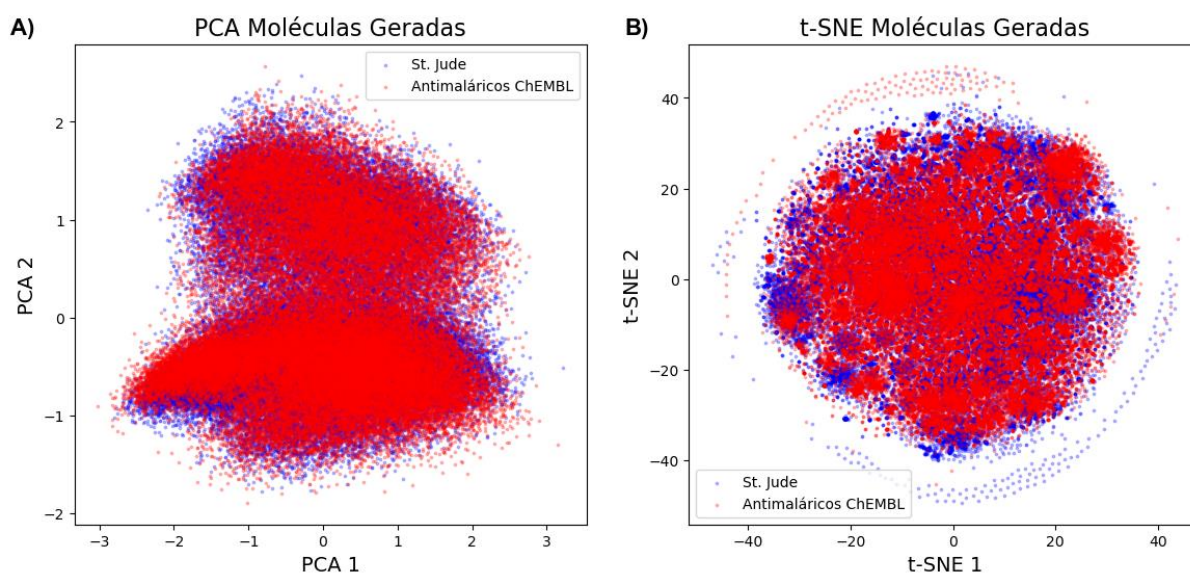 A)
PCA Moléculas Geradas
St. Jude
Antimaláricos ChEMBL
2
1
0
−1
−2
PCA 2
−3
−2
−1
0
1
2
3
PCA 1
B)
t-SNE Moléculas Geradas
40
20
0
−20
−40
t-SNE 2
St. Jude
Antimaláricos ChEMBL
−40
−20
0
20
40
t-SNE 1